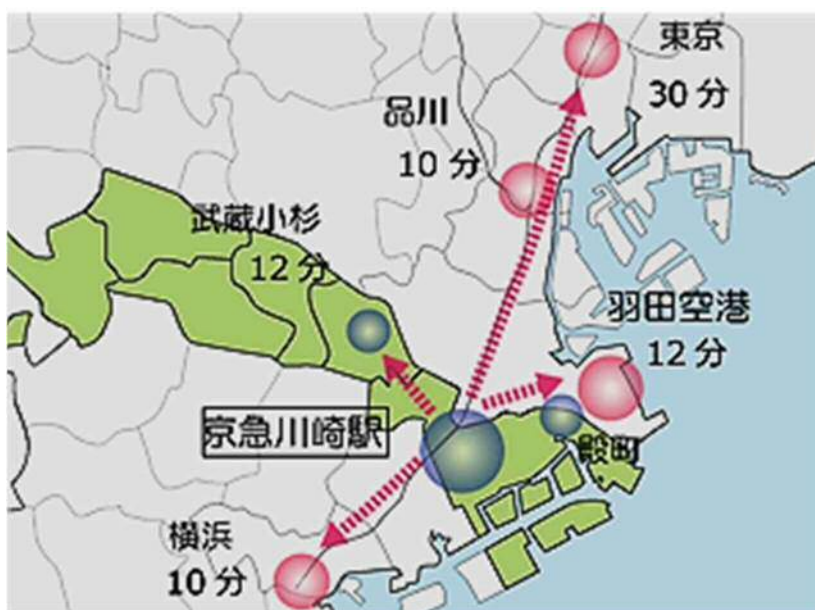 東京
30分
品川
10分
武蔵小杉
12分
羽田空港
12分
京急川崎駅
殿町
横浜
10分